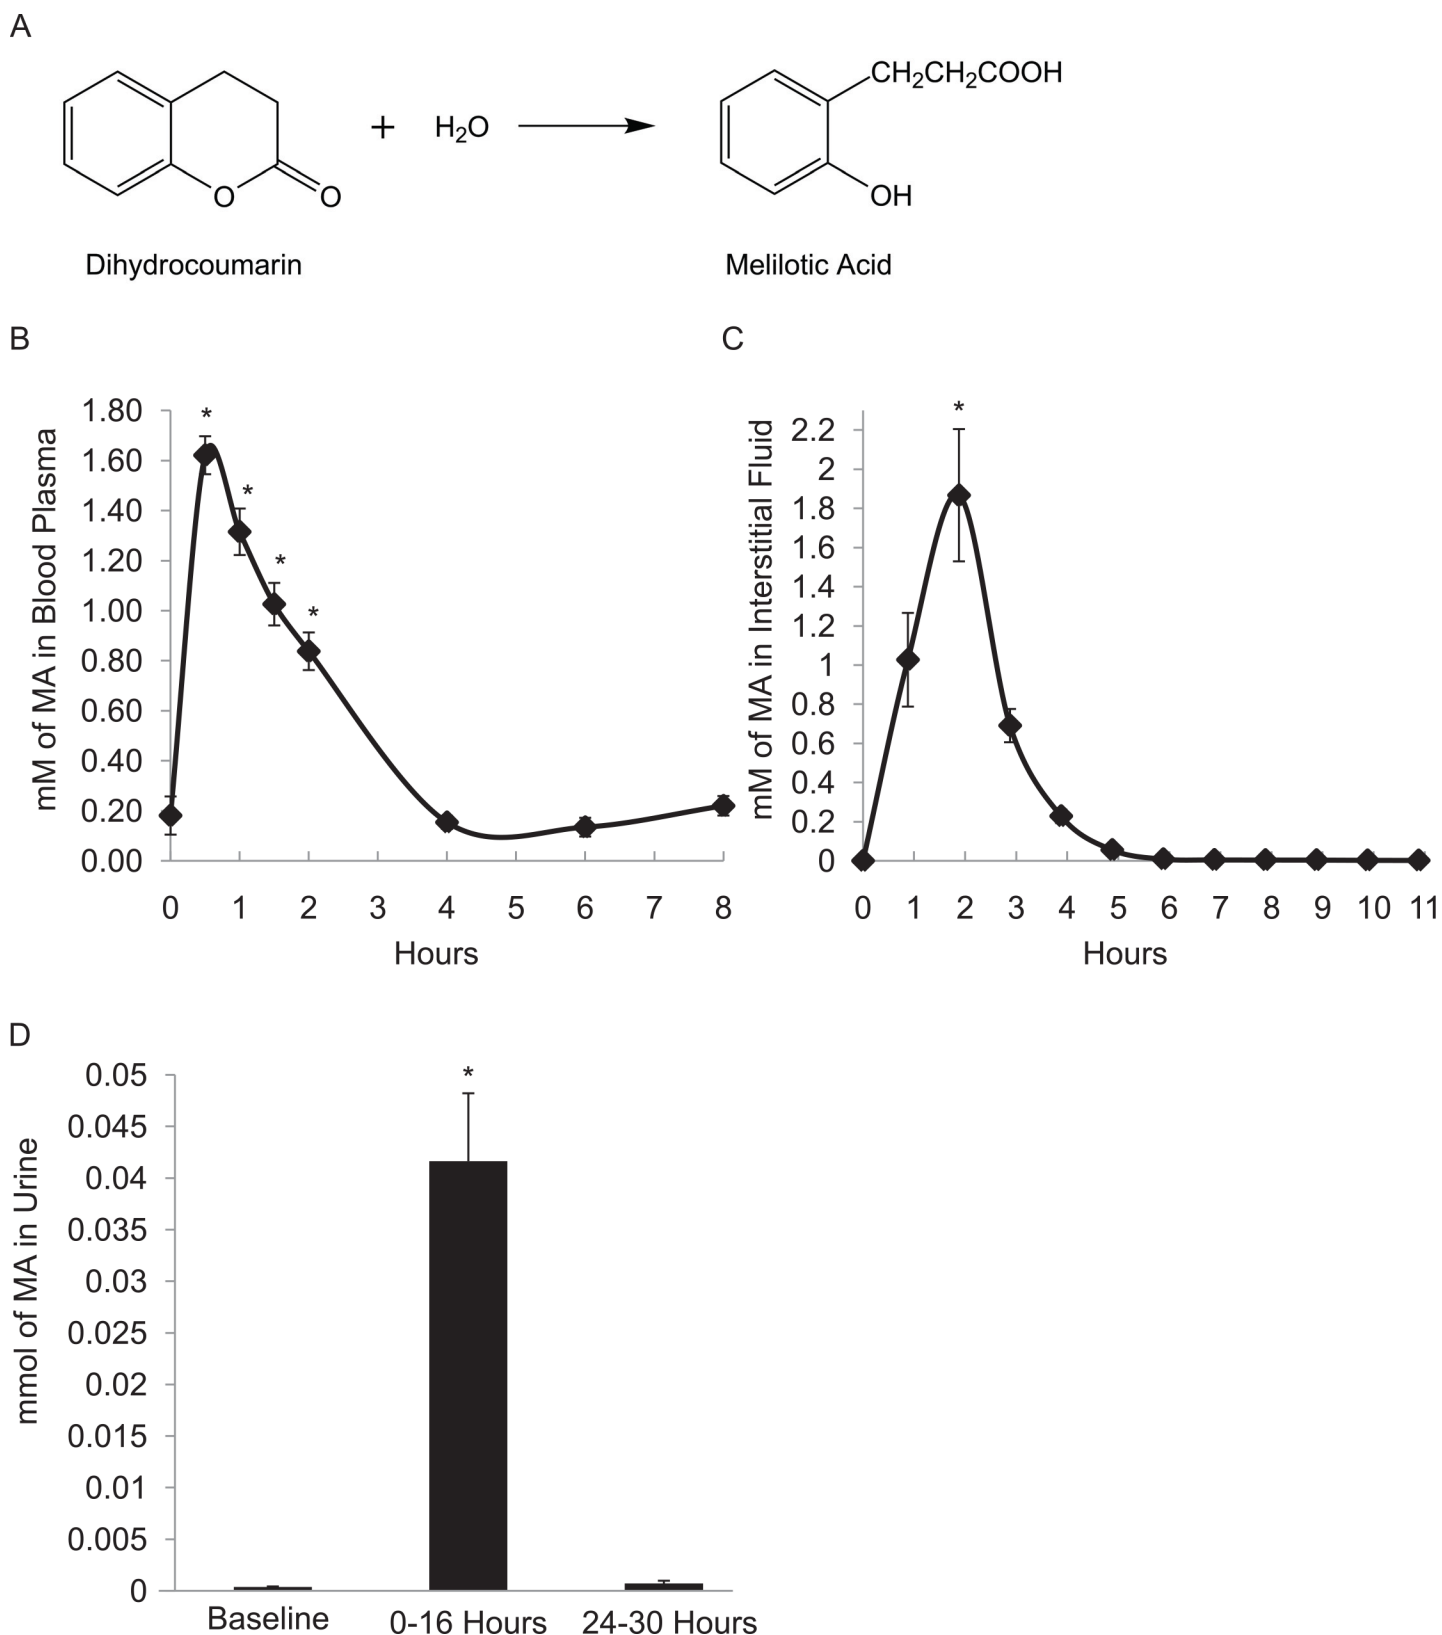 A
CH₂CH₂COOH
+ H₂O
O O
OH
Dihydrocoumarin Melilotic Acid
B
mM of MA in Blood Plasma
1.80
1.60
1.40
1.20
1.00
0.80
0.60
0.40
0.20
0.00
*
*
*
*
0 1 2 3 4 5 6 7 8
Hours
C
mM of MA in Interstitial Fluid
2.2
2
1.8
1.6
1.4
1.2
1
0.8
0.6
0.4
0.2
0
*
0 1 2 3 4 5 6 7 8 9 10 11
Hours
D
mmol of MA in Urine
0.05
0.045
0.04
0.035
0.03
0.025
0.02
0.015
0.01
0.005
0
*
Baseline 0-16 Hours 24-30 Hours